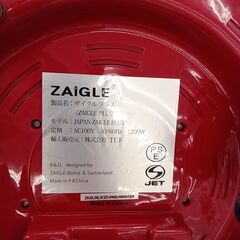 ZAiGLE®
製品名：ザイグルプラス
(ZAIGLE PLUS)
モデル：JAPAN-ZAIGLE PLUS
定格：AC100V 50/60Hz 1200W
輸入販売元：株式会社 TUF
R&D, designed by
ZAIGLE (Korea & Switzerland)
Made in P.R.China
PS
E
S
JET